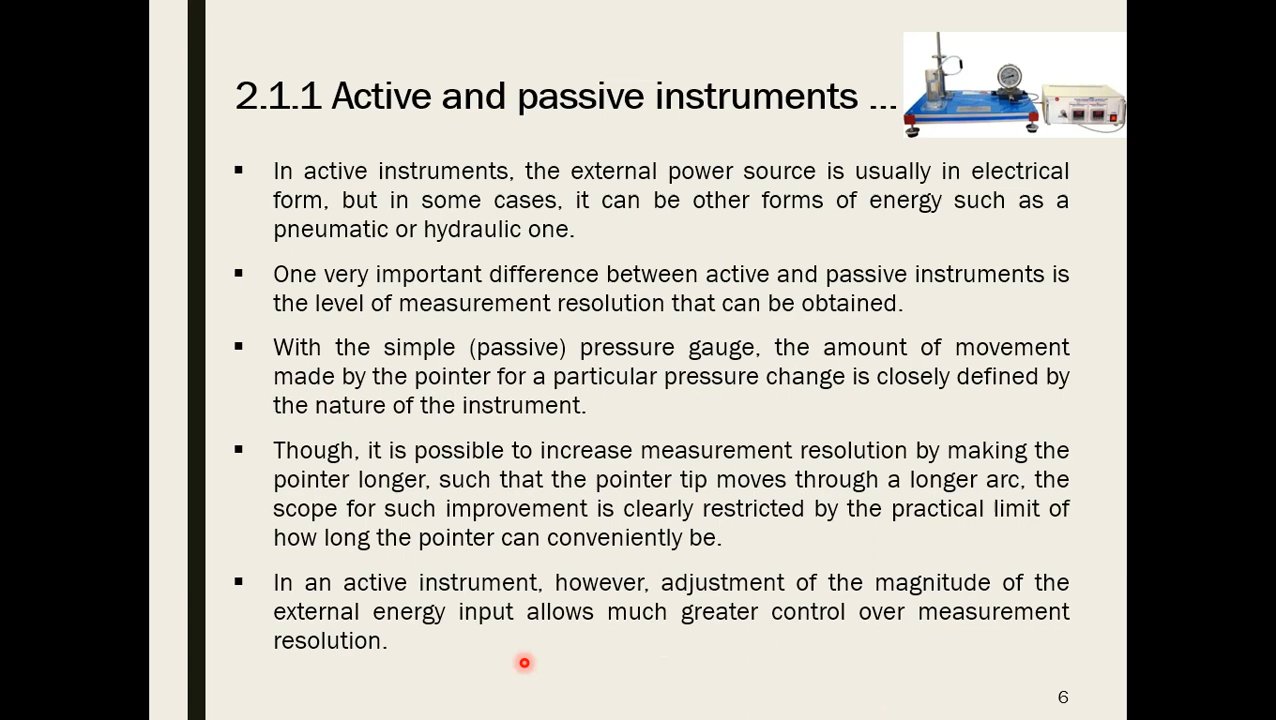 2.1.1 Active and passive instruments ...
▪ In active instruments, the external power source is usually in electrical
form, but in some cases, it can be other forms of energy such as a
pneumatic or hydraulic one.
▪ One very important difference between active and passive instruments is
the level of measurement resolution that can be obtained.
▪ With the simple (passive) pressure gauge, the amount of movement
made by the pointer for a particular pressure change is closely defined by
the nature of the instrument.
▪ Though, it is possible to increase measurement resolution by making the
pointer longer, such that the pointer tip moves through a longer arc, the
scope for such improvement is clearly restricted by the practical limit of
how long the pointer can conveniently be.
▪ In an active instrument, however, adjustment of the magnitude of the
external energy input allows much greater control over measurement
resolution.
6